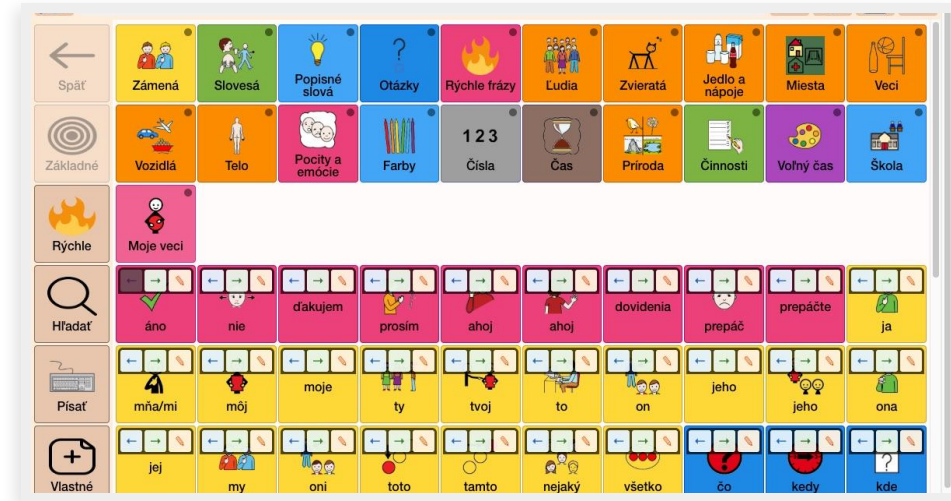 Späť
Zámená
Slovesá
Popisné
slová
Otázky
Rýchle frázy
Ľudia
Zvieratá
Jedlo a
nápoje
Miesta
Veci
Základné
Vozidlá
Telo
Pocity a
emócie
Farby
1 2 3
Čísla
Čas
Príroda
Činnosti
Voľný čas
Škola
Rýchle
Moje veci
Hľadať
áno
nie
ďakujem
prosím
ahoj
ahoj
dovidenia
prepáč
prepáčte
ja
Písať
mňa/mi
môj
moje
ty
tvoj
to
on
jeho
jeho
ona
Vlastné
jej
my
oni
toto
tamto
nejaký
všetko
čo
kedy
kde